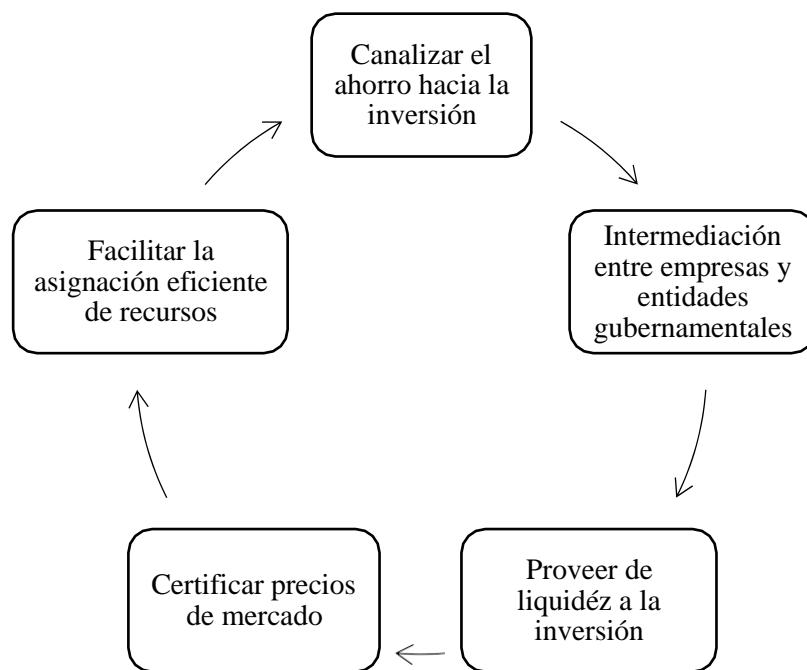 Canalizar el
ahorro hacia la
inversión
Intermediación
entre empresas y
entidades
gubernamentales
Proveer de
liquidéz a la
inversión
Certificar precios
de mercado
Facilitar la
asignación eficiente
de recursos